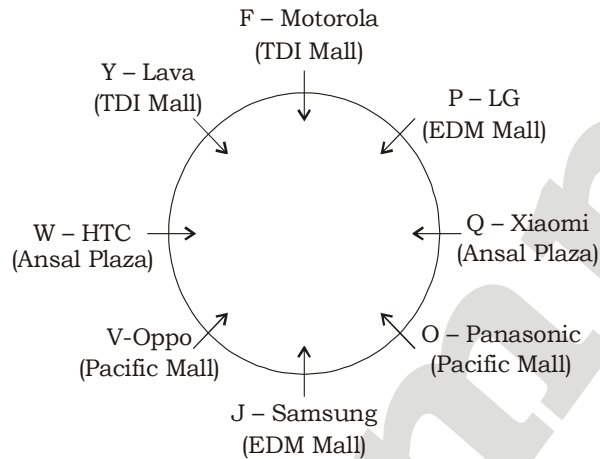 F – Motorola
(TDI Mall)
Y – Lava
(TDI Mall)
P – LG
(EDM Mall)
W – HTC
(Ansal Plaza)
Q – Xiaomi
(Ansal Plaza)
V-Oppo
(Pacific Mall)
O – Panasonic
(Pacific Mall)
J – Samsung
(EDM Mall)